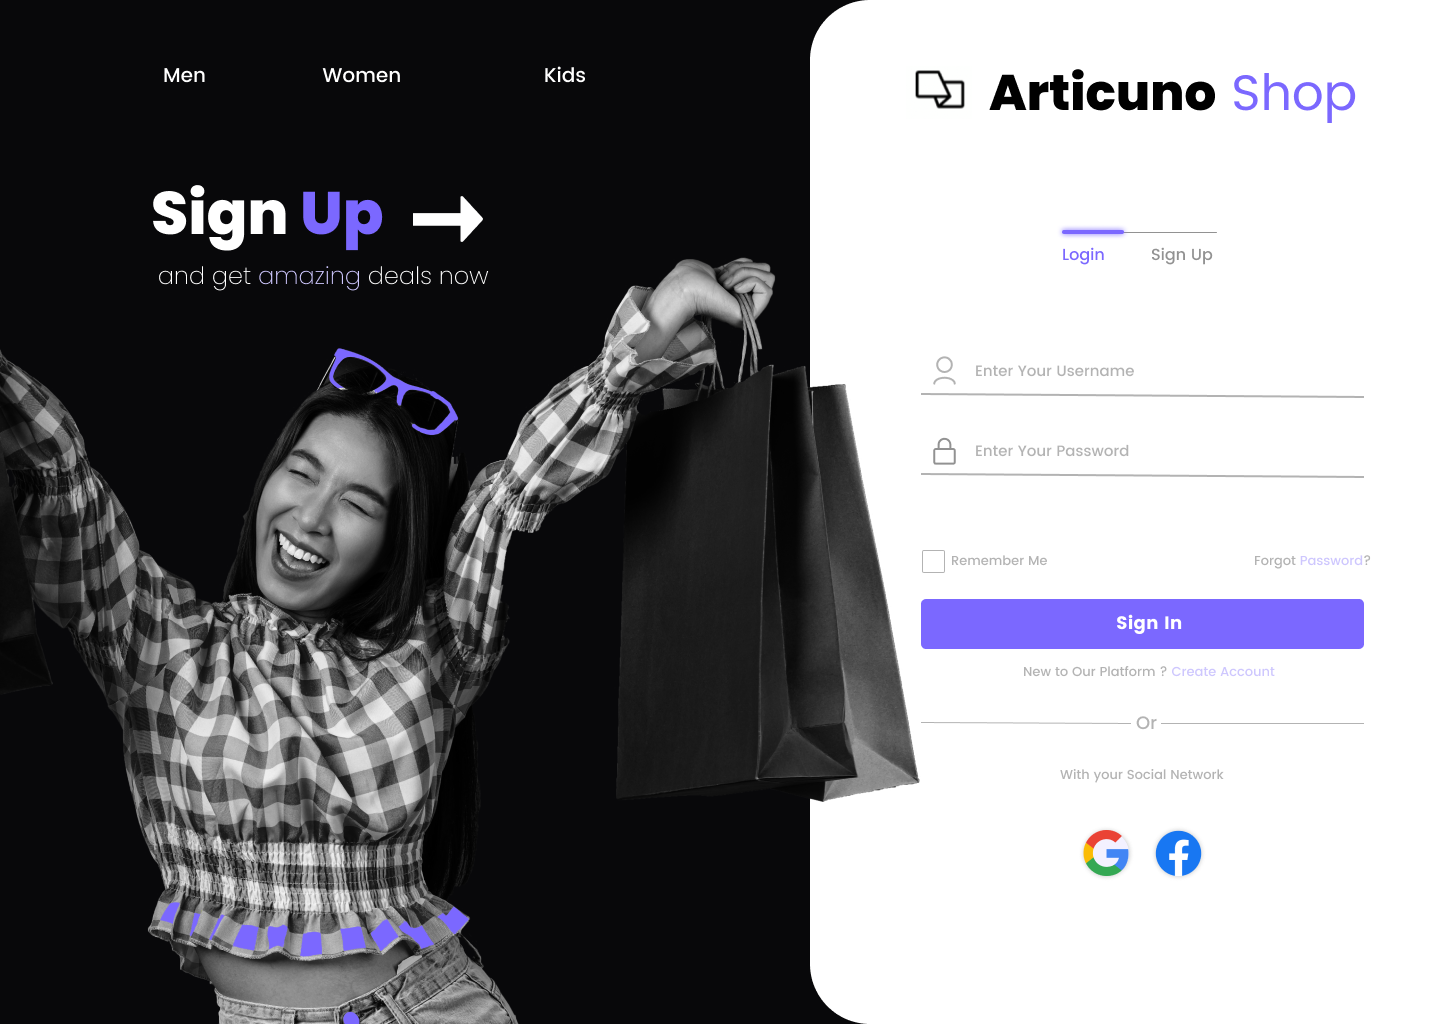 Men Women Kids
Sign Up
and get amazing deals now
Articuno Shop
Login Sign Up
Enter Your Username
Enter Your Password
Remember Me Forgot Password?
Sign In
New to Our Platform ? Create Account
Or
With your Social Network